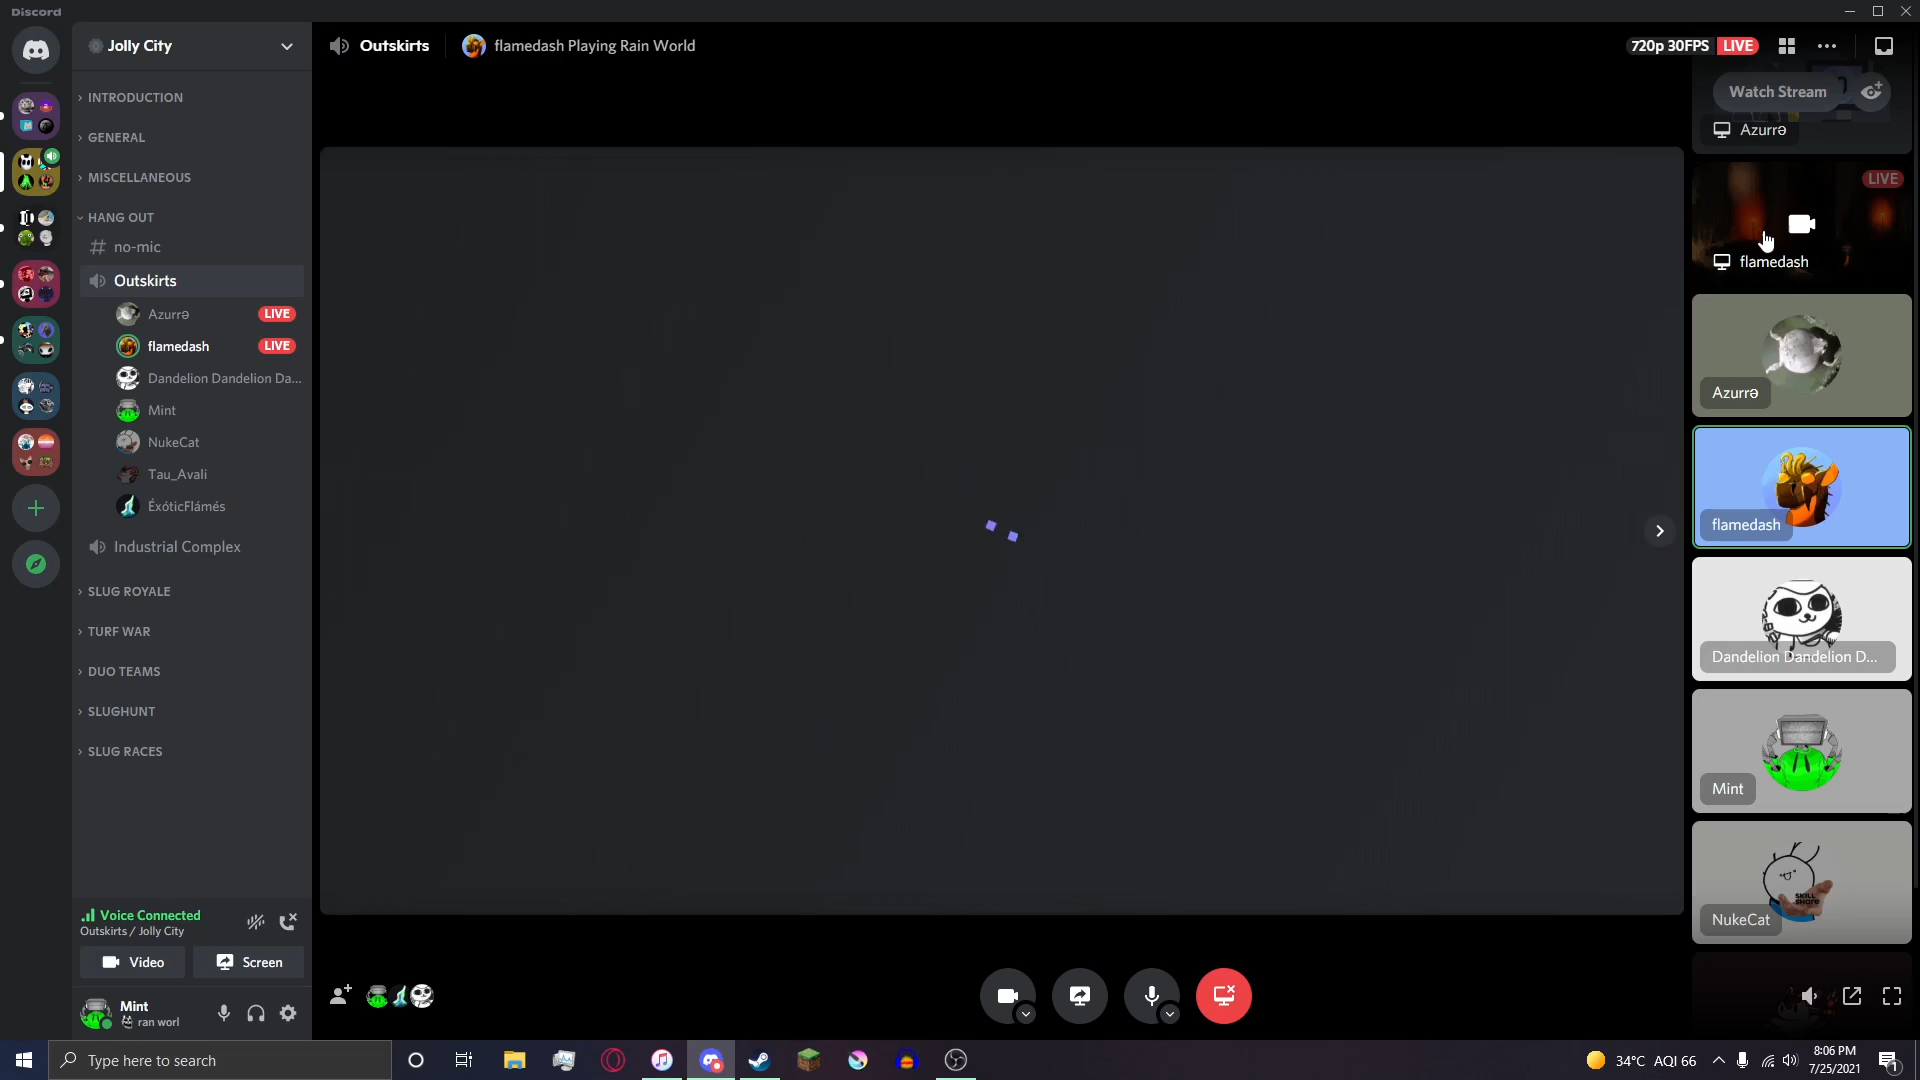 Discord
Jolly City
INTRODUCTION
GENERAL
MISCELLANEOUS
HANG OUT
no-mic
Outskirts
Azurrə LIVE
flamedash LIVE
Dandelion Dandelion Da...
Mint
NukeCat
Tau_Avali
ÉxóticFlámés
Industrial Complex
SLUG ROYALE
TURF WAR
DUO TEAMS
SLUGHUNT
SLUG RACES
Voice Connected
Outskirts / Jolly City
Video Screen
Mint
ran worl
Outskirts
flamedash Playing Rain World
720p 30FPS LIVE
Watch Stream
Azurrə
LIVE
flamedash
Azurrə
flamedash
Dandelion Dandelion D...
Mint
SKILL
SHARE
NukeCat
Type here to search
34°C AQI 66
8:06 PM
7/25/2021
1